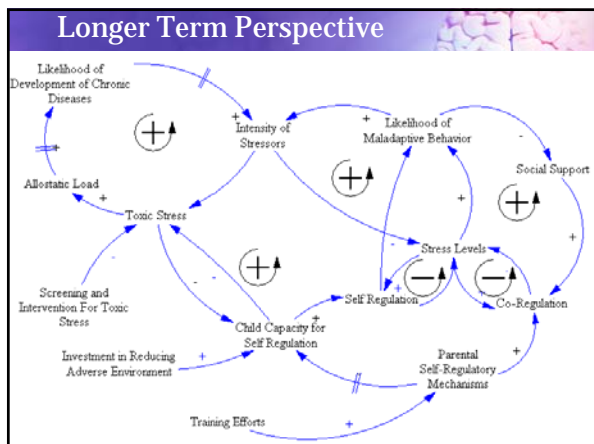 Longer Term Perspective
Likelihood of
Development of Chronic
Diseases
Intensity of
Stressors
Likelihood of
Maladaptive Behavior
Social Support
Allostatic Load
Toxic Stress
Stress Levels
Screening and
Intervention For Toxic
Stress
Self Regulation
Co-Regulation
Child Capacity for
Self Regulation
Investment in Reducing
Adverse Environment
Parental
Self-Regulatory
Mechanisms
Training Efforts